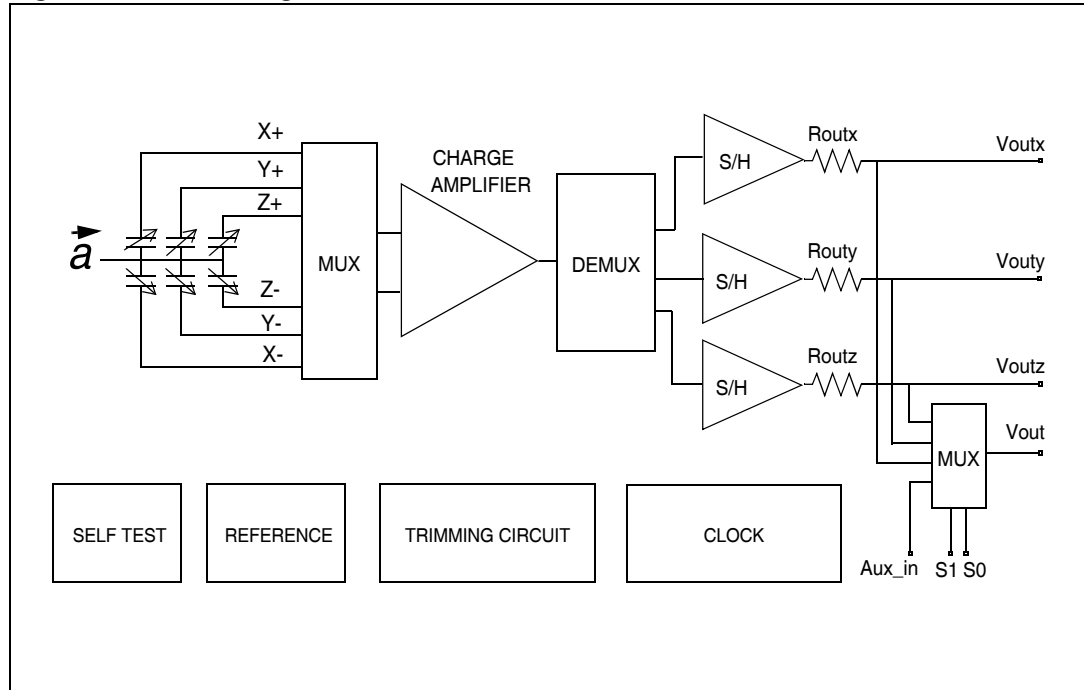 X+
Y+
Z+
a
Z-
Y-
X-
MUX
CHARGE
AMPLIFIER
DEMUX
S/H
Routx
Voutx
S/H
Routy
Vouty
S/H
Routz
Voutz
MUX
Vout
Aux_in
S1 S0
SELF TEST
REFERENCE
TRIMMING CIRCUIT
CLOCK